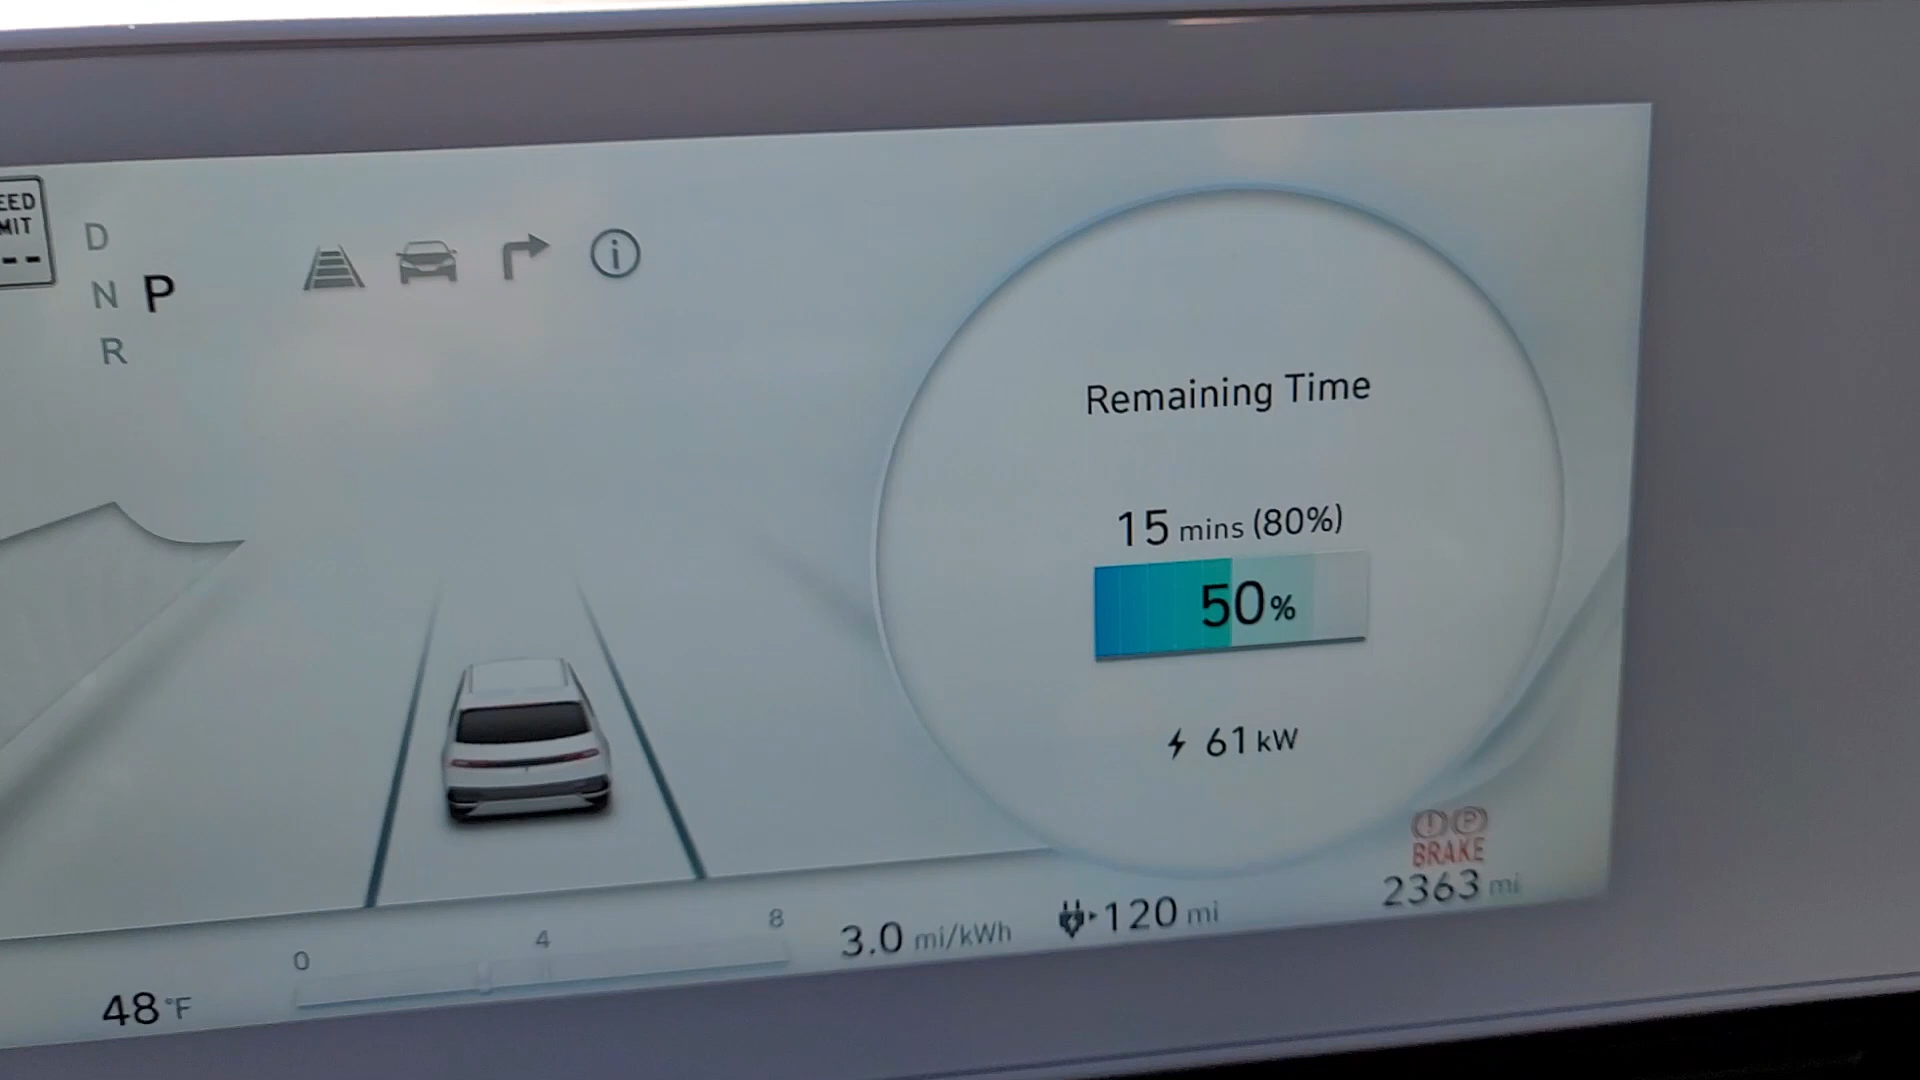 EED
MIT
--
D
N P
R
i
Remaining Time
15 mins (80%)
50%
61 kW
P
BRAKE
2363 mi
120 mi
3.0 mi/kWh
0 4 8
48°F